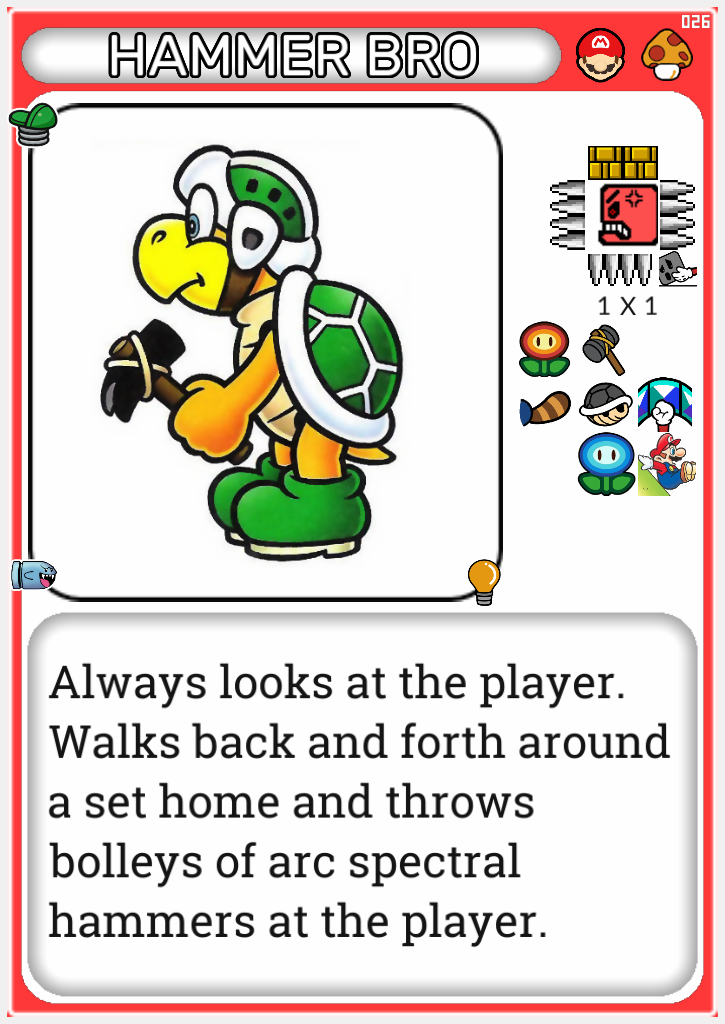 026
HAMMER BRO
1 X 1
Always looks at the player.
Walks back and forth around
a set home and throws
bolleys of arc spectral
hammers at the player.